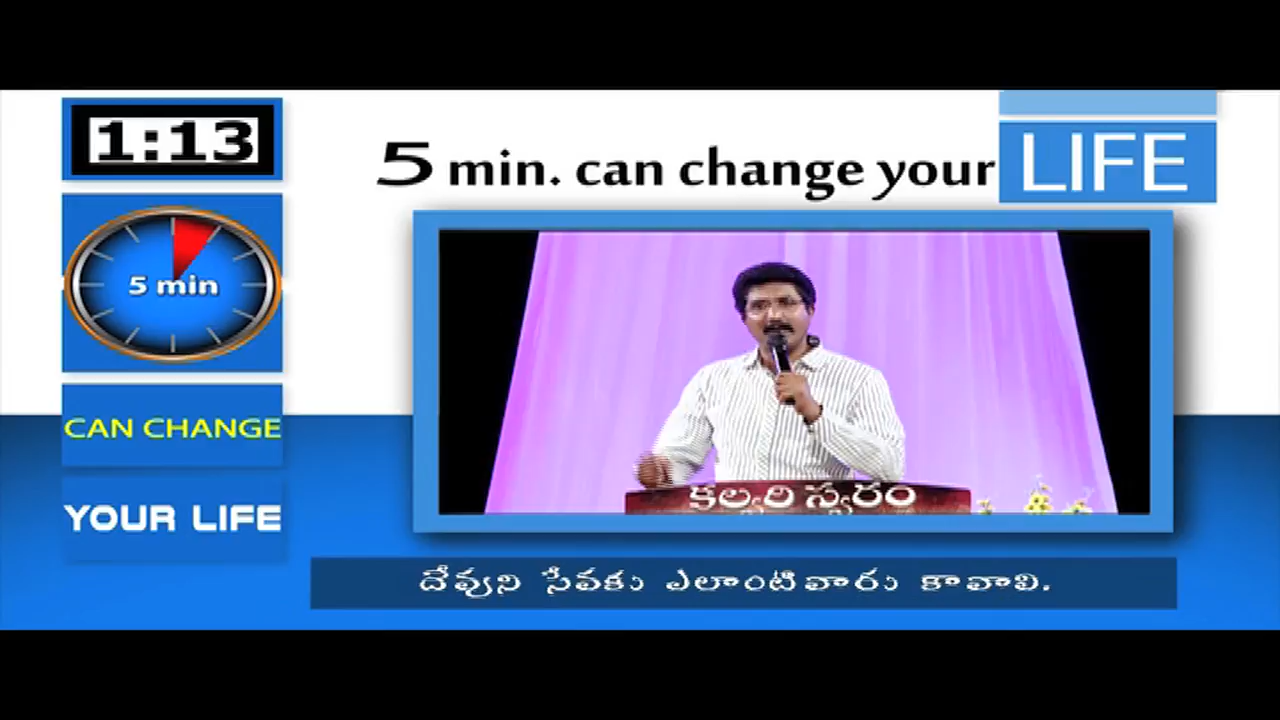 1:13
5 min. can change your
LIFE
5 min
CAN CHANGE
YOUR LIFE
కల్వరి స్వరం
దేవుని సేవకు ఎలాంటివారు కావాలి.